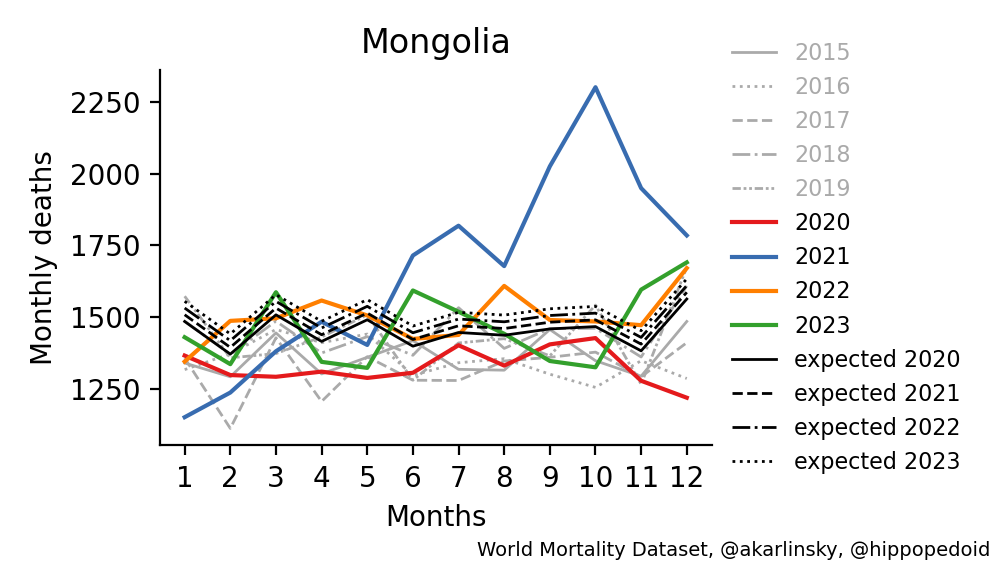 Mongolia
Monthly deaths
2250
2000
1750
1500
1250
1 2 3 4 5 6 7 8 9 10 11 12
Months
2015
2016
2017
2018
2019
2020
2021
2022
2023
expected 2020
expected 2021
expected 2022
expected 2023
World Mortality Dataset, @akarlinsky, @hippopedoid